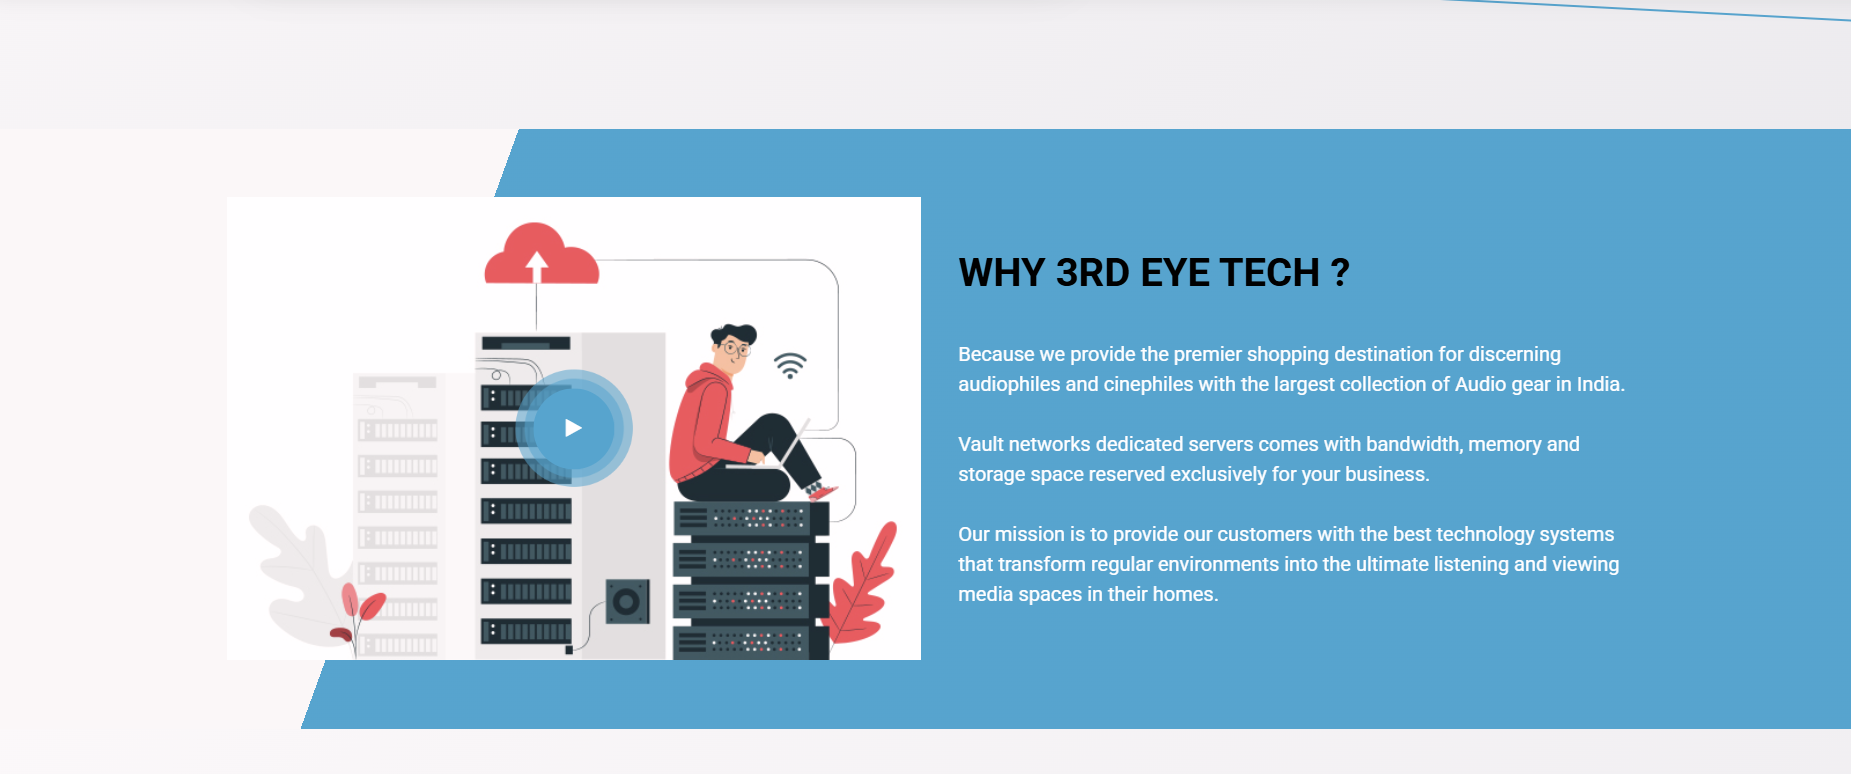 WHY 3RD EYE TECH ?
Because we provide the premier shopping destination for discerning
audiophiles and cinephiles with the largest collection of Audio gear in India.
Vault networks dedicated servers comes with bandwidth, memory and
storage space reserved exclusively for your business.
Our mission is to provide our customers with the best technology systems
that transform regular environments into the ultimate listening and viewing
media spaces in their homes.